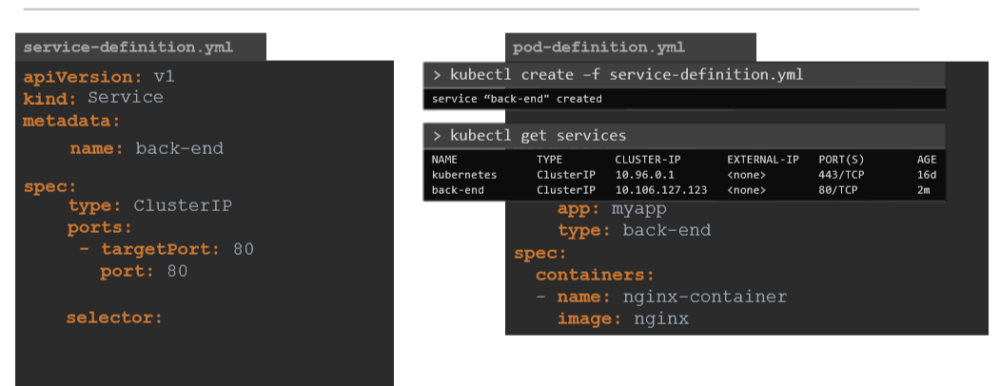 service-definition.yml
apiVersion: v1
kind: Service
metadata:
name: back-end
spec:
type: ClusterIP
ports:
- targetPort: 80
port: 80
selector:
pod-definition.yml
> kubectl create –f service-definition.yml
service “back-end" created
> kubectl get services
NAME TYPE CLUSTER-IP EXTERNAL-IP PORT(S) AGE
kubernetes ClusterIP 10.96.0.1 <none> 443/TCP 16d
back-end ClusterIP 10.106.127.123 <none> 80/TCP 2m
app: myapp
type: back-end
spec:
containers:
- name: nginx-container
image: nginx